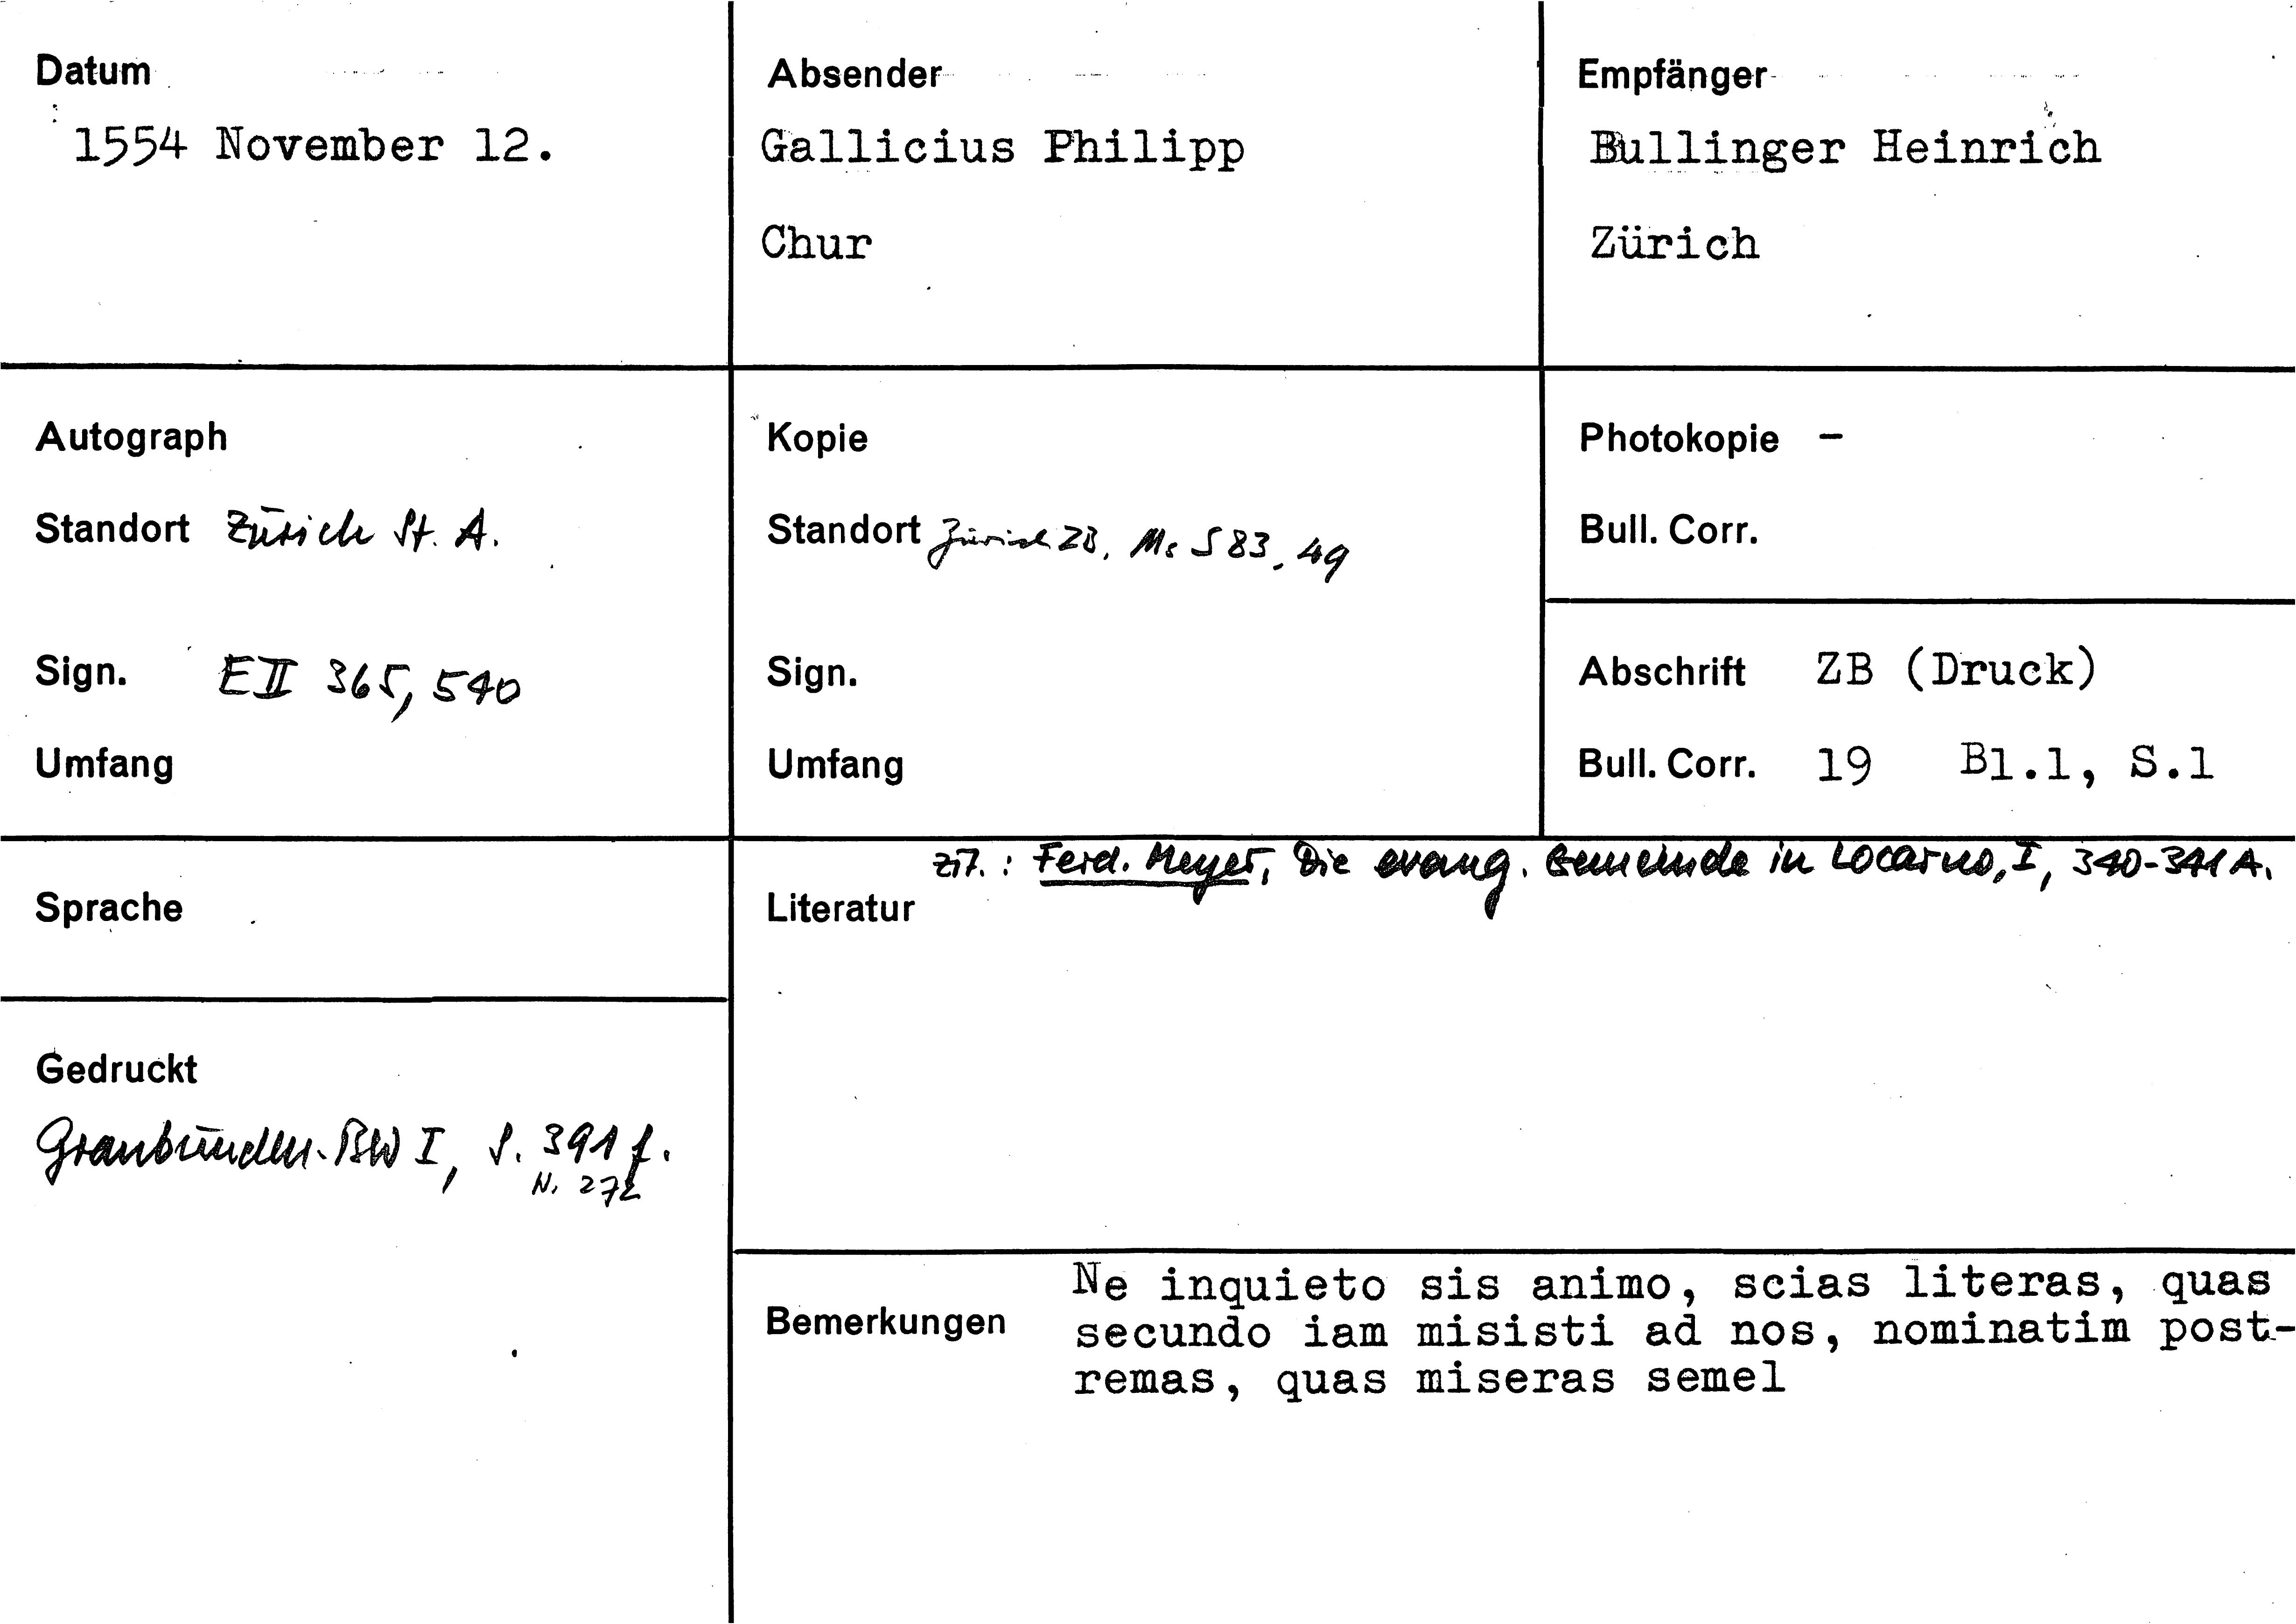 Datum
1554 November 12.
Absender
Gallicius Philipp
Chur
Empfänger
Bullinger Heinrich
Zürich
Autograph
Standort Zürich St. A.
Sign. E II 365, 540
Umfang
Kopie
Standort Zürich ZB, Ms S 83, 49
Sign.
Umfang
Photokopie -
Bull. Corr.
Abschrift ZB (Druck)
Bull. Corr. 19 Bl.1, S.1
Sprache
Gedruckt
Graubünden. BW I, S. 391 f.
N. 272
zit.: Ferd. Meyer, Die evang. Gemeinde in Locarno, I, 340-341 A.
Literatur
Bemerkungen
Ne inquieto sis animo, scias literas, quas
secundo iam misisti ad nos, nominatim post-
remas, quas miseras semel